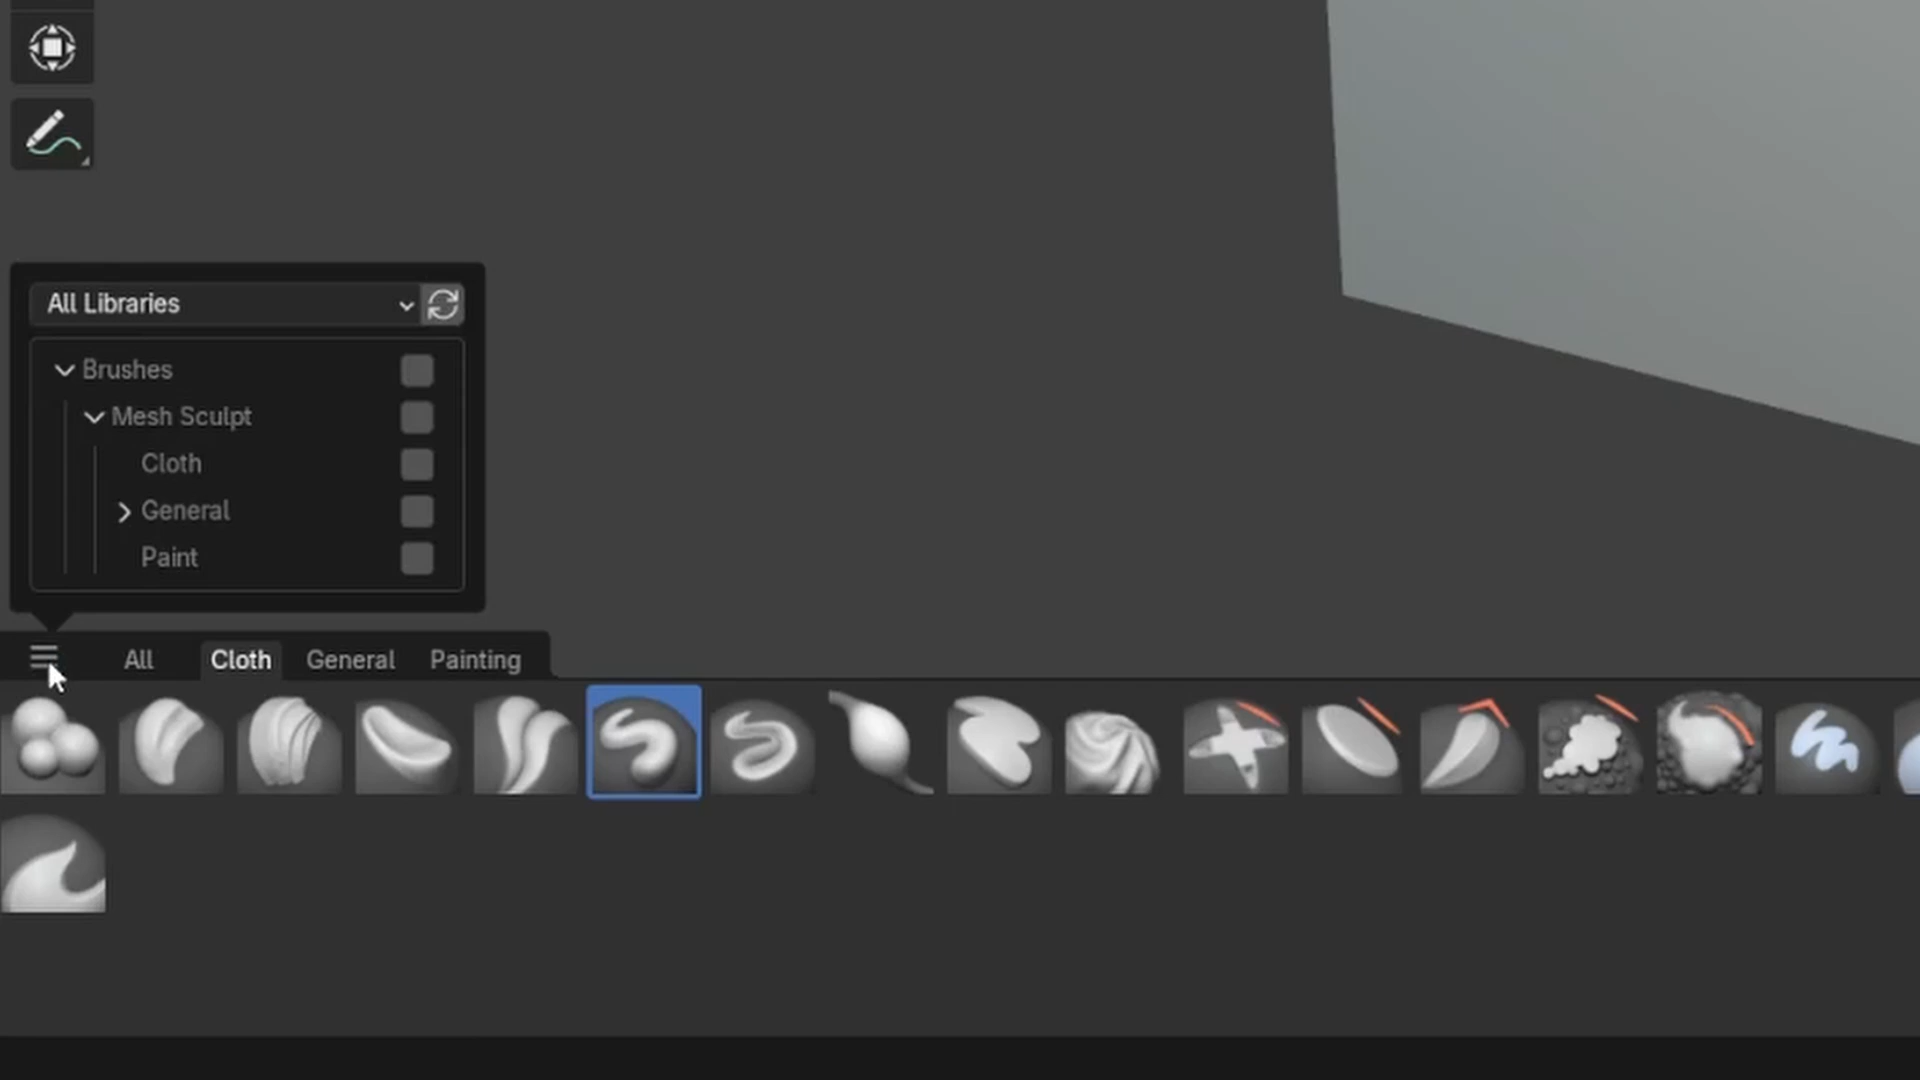 All Libraries
Brushes
Mesh Sculpt
Cloth
General
Paint
All Cloth General Painting